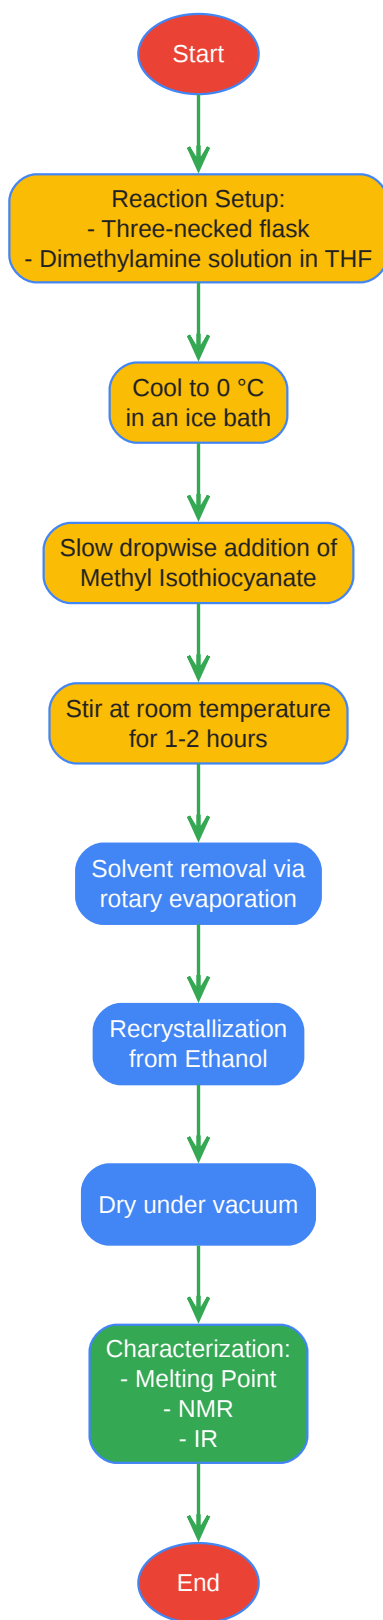 Start
Reaction Setup:
- Three-necked flask
- Dimethylamine solution in THF
Cool to 0 °C
in an ice bath
Slow dropwise addition of
Methyl Isothiocyanate
Stir at room temperature
for 1-2 hours
Solvent removal via
rotary evaporation
Recrystallization
from Ethanol
Dry under vacuum
Characterization:
- Melting Point
- NMR
- IR
End